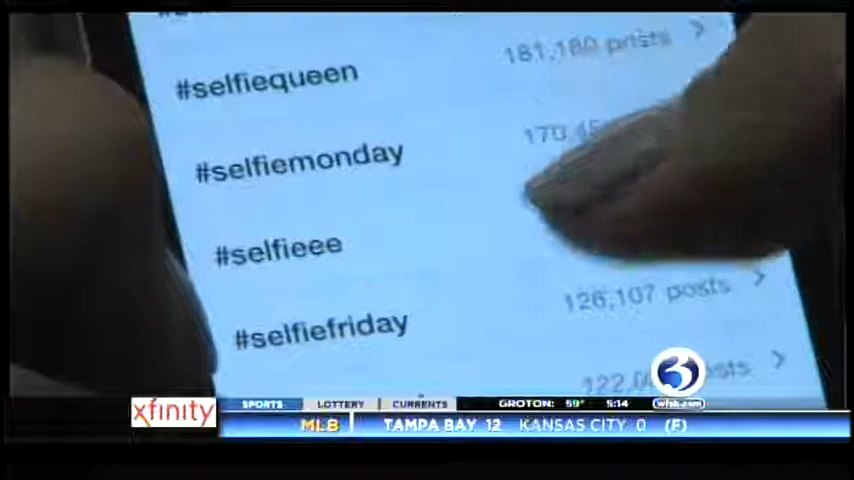 181,180 posts
#selfiequeen
#selfiemonday
#selfieee
126,107 posts
#selfiefriday
3
xfinity
SPORTS LOTTERY CURRENTS GROTON: 59° 5:14 wfsb.com
MLB TAMPA BAY 12 KANSAS CITY 0 (F)